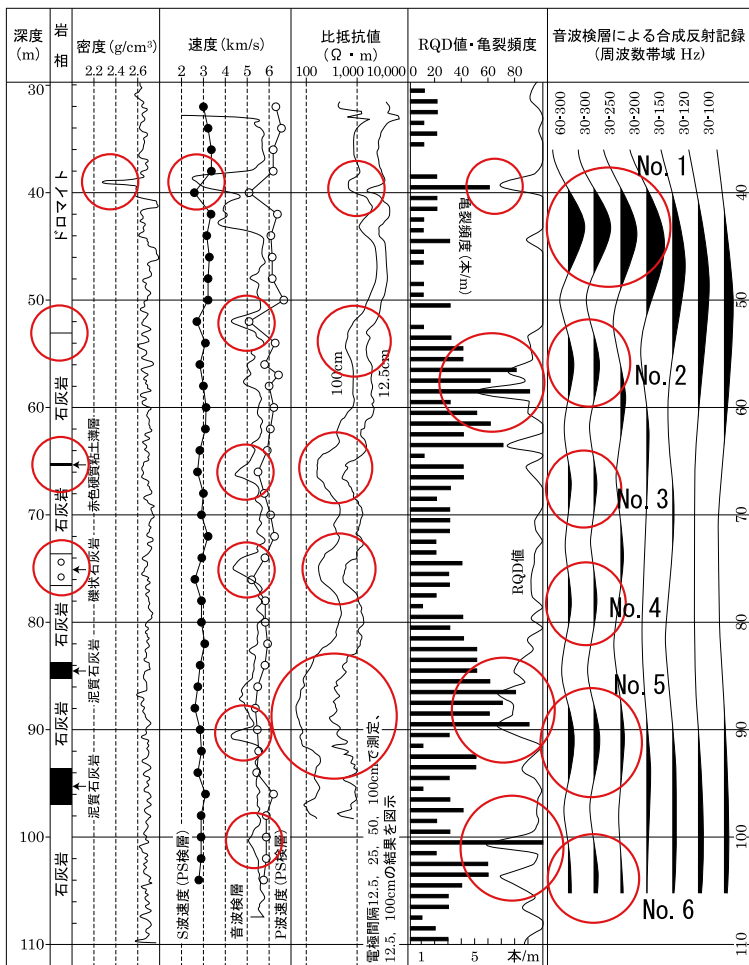 深度 (m)
岩相
密度 (g/cm³)
2.2 2.4 2.6
速度 (km/s)
2 3 4 5 6
比抵抗値 (Ω・m)
100 1,000 10,000
RQD値・亀裂頻度
0 20 40 60 80
音波検層による合成反射記録
(周波数帯域 Hz)
60-300
30-300
30-250
30-200
30-150
30-120
30-100
30
40
50
60
70
80
90
100
110
ドロマイト
石灰岩
赤色硬質粘土薄層
石灰岩
礫状石灰岩
石灰岩
泥質石灰岩
石灰岩
泥質石灰岩
石灰岩
S波速度(PS検層)
音波検層
P波速度(PS検層)
100cm
12.5cm
電極間隔12.5, 25, 50, 100cmで測定,
12.5, 100cmの結果を図示
亀裂頻度(本/m)
RQD値
1 5 本/m
No.1
No.2
No.3
No.4
No.5
No.6
40
50
60
70
80
90
100
110